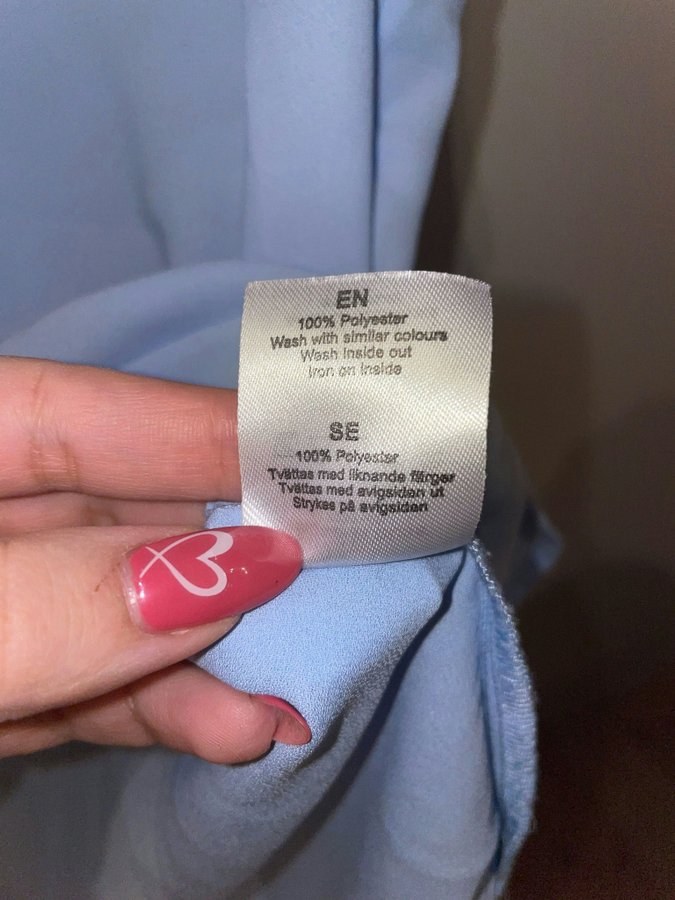 EN
100% Polyester
Wash with similar colours
Wash inside out
Iron on inside
SE
100% Polyester
Tvättas med liknande färger
Tvättas med avigsidan ut
Strykes på avigsidan